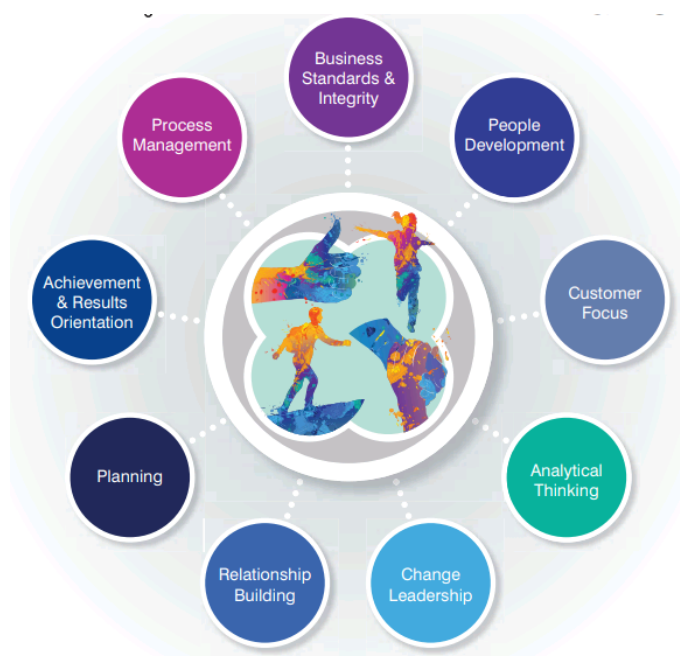 Business
Standards &
Integrity
People
Development
Customer
Focus
Analytical
Thinking
Change
Leadership
Relationship
Building
Planning
Achievement
& Results
Orientation
Process
Management